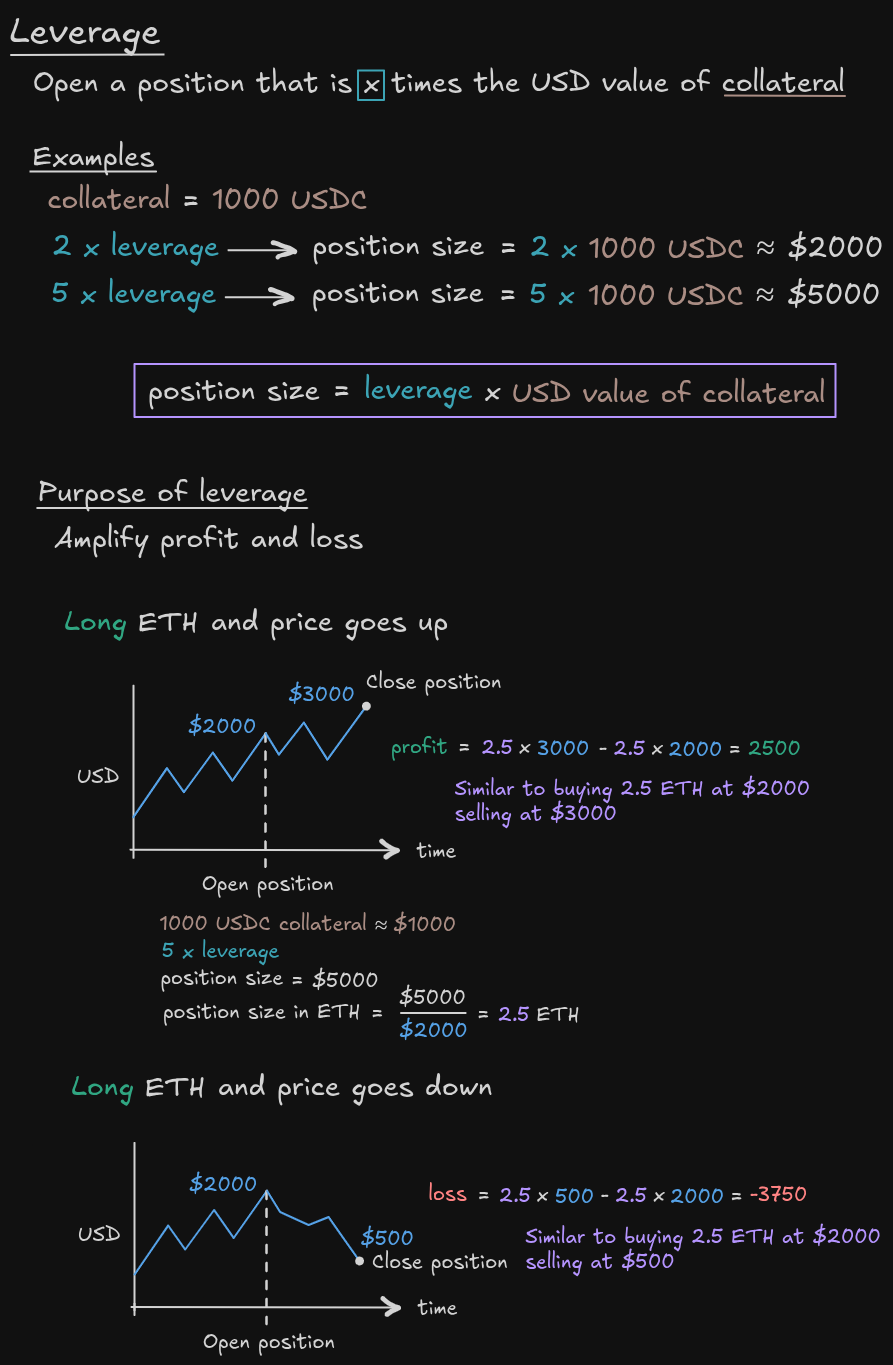 Leverage
Open a position that is x times the USD value of collateral
Examples
collateral = 1000 USDC
2 x leverage → position size = 2 x 1000 USDC ≈ $2000
5 x leverage → position size = 5 x 1000 USDC ≈ $5000
position size = leverage x USD value of collateral
Purpose of leverage
Amplify profit and loss
Long ETH and price goes up
$3000 Close position
$2000
profit = 2.5 x 3000 - 2.5 x 2000 = 2500
USD
Similar to buying 2.5 ETH at $2000
selling at $3000
time
Open position
1000 USDC collateral ≈ $1000
5 x leverage
position size = $5000
position size in ETH = $5000 / $2000 = 2.5 ETH
Long ETH and price goes down
$2000
loss = 2.5 x 500 - 2.5 x 2000 = -3750
USD
$500
Similar to buying 2.5 ETH at $2000
Close position
selling at $500
time
Open position